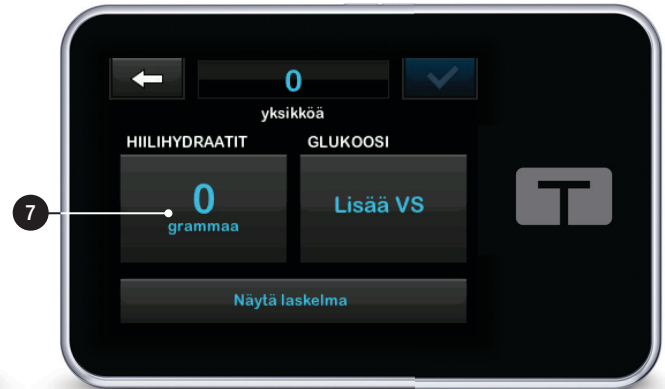 0
yksikköä
HIILIHYDRAATIT GLUKOOSI
0
grammaa
Lisää VS
7
Näytä laskelma